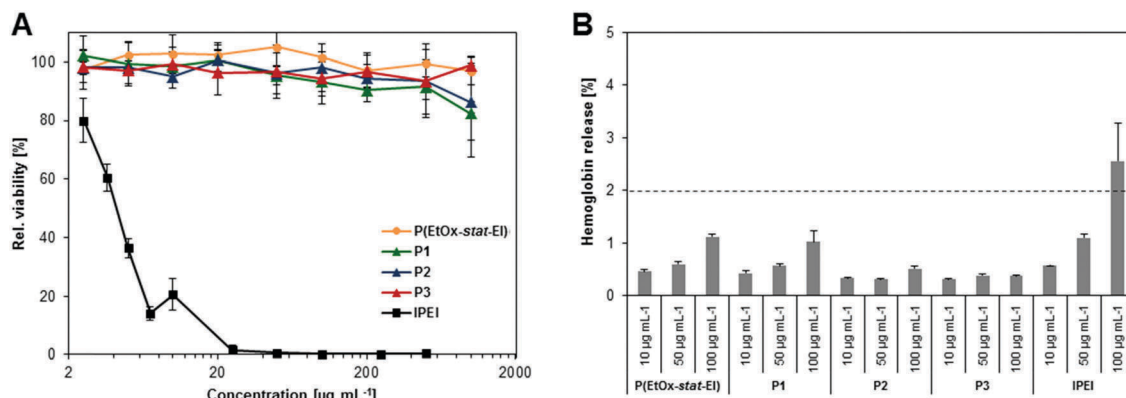 A
Rel. viability [%]
120
100
80
60
40
20
0
2
20
200
2000
Concentration [µg mL-1]
P(EtOx-stat-EI)
P1
P2
P3
lPEI
B
Hemoglobin release [%]
5
4
3
2
1
0
10 µg mL-1
50 µg mL-1
100 µg mL-1
10 µg mL-1
50 µg mL-1
100 µg mL-1
10 µg mL-1
50 µg mL-1
100 µg mL-1
10 µg mL-1
50 µg mL-1
100 µg mL-1
10 µg mL-1
50 µg mL-1
100 µg mL-1
P(EtOx-stat-EI)
P1
P2
P3
lPEI